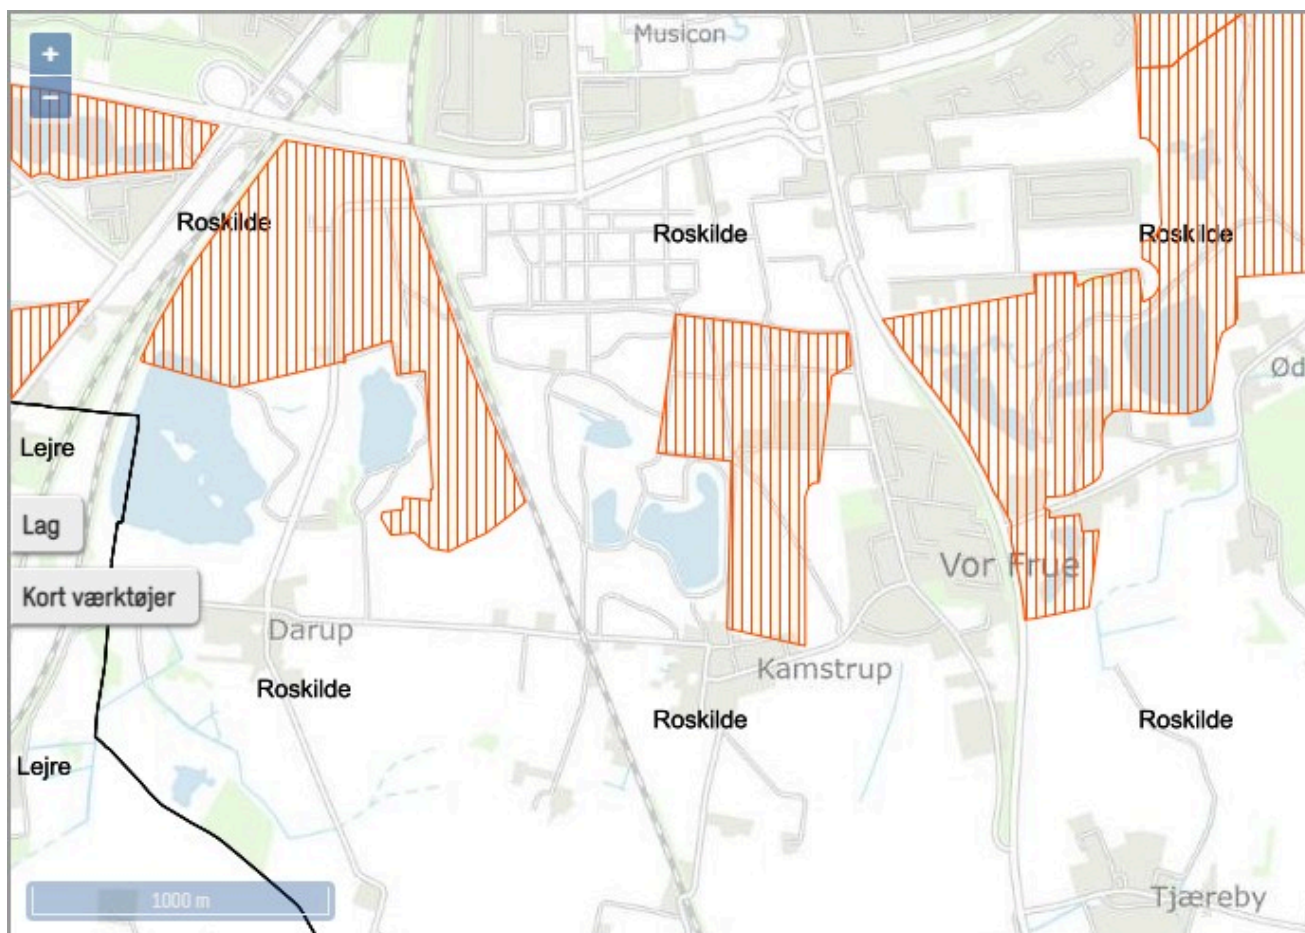 Musicon
+
−
Roskilde
Roskilde
Roskilde
Ød
Lejre
Lag
Vor Frue
Kort værktøjer
Darup
Kamstrup
Roskilde
Roskilde
Roskilde
Lejre
1000 m
Tjæreby